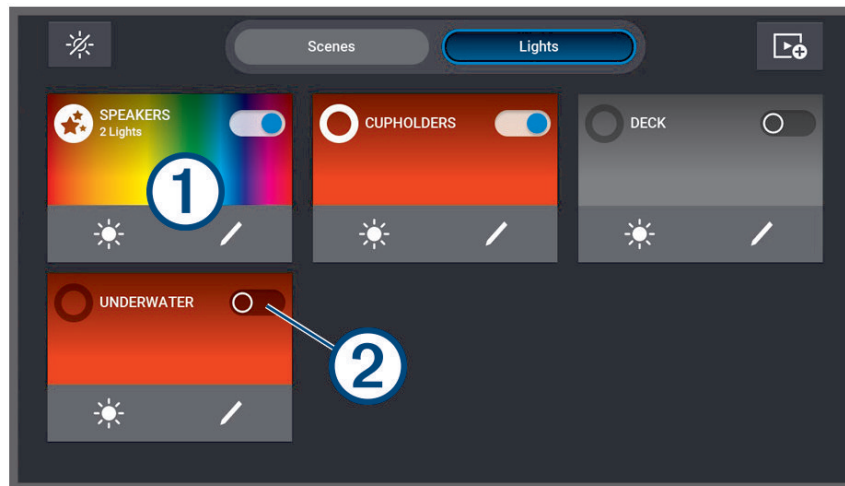 Scenes
Lights
SPEAKERS
2 Lights
CUPHOLDERS
DECK
1
UNDERWATER
2